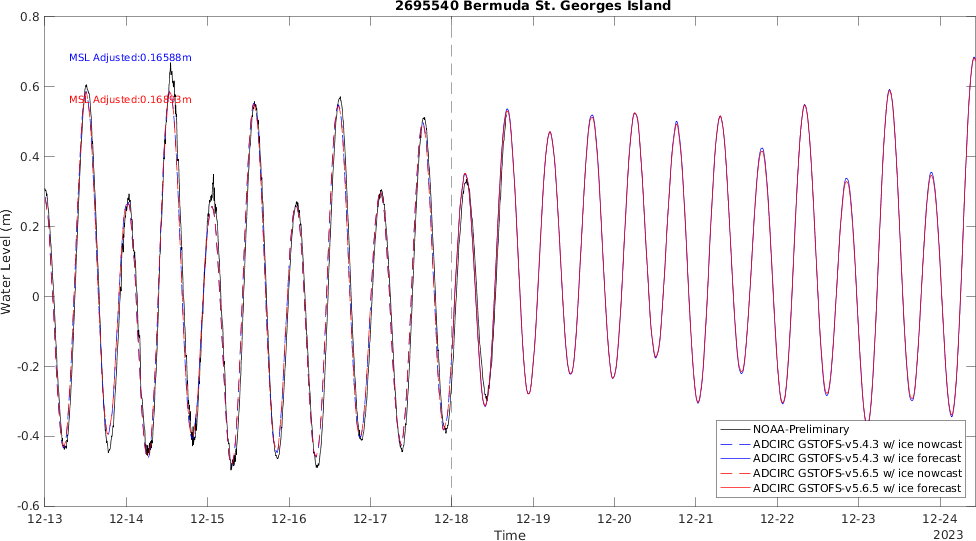 2695540 Bermuda St. Georges Island
MSL Adjusted:0.16588m
MSL Adjusted:0.16893m
Water Level (m)
0.8
0.6
0.4
0.2
0
-0.2
-0.4
-0.6
NOAA-Preliminary
ADCIRC GSTOFS-v5.4.3 w/ ice nowcast
ADCIRC GSTOFS-v5.4.3 w/ ice forecast
ADCIRC GSTOFS-v5.6.5 w/ ice nowcast
ADCIRC GSTOFS-v5.6.5 w/ ice forecast
12-13 12-14 12-15 12-16 12-17 12-18 12-19 12-20 12-21 12-22 12-23 12-24
Time
2023